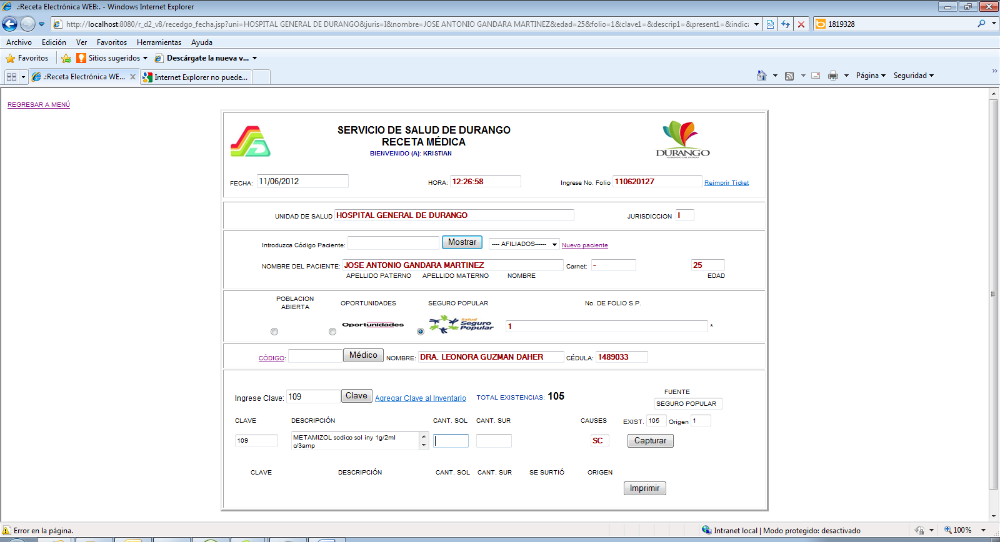 .:Receta Electrónica WEB:. - Windows Internet Explorer
http://localhost:8080/r_d2_v8/recedgo_fecha.jsp?uni=HOSPITAL GENERAL DE DURANGO&juris=I&nombre=JOSE ANTONIO GANDARA MARTINEZ&edad=25&folio=1&clave1=&descrip1=&present1=&indica
1819328
Archivo Edición Ver Favoritos Herramientas Ayuda
Favoritos Sitios sugeridos Descárgate la nueva v...
.:Receta Electrónica WE... Internet Explorer no puede... Página Seguridad
REGRESAR A MENÚ
SERVICIO DE SALUD DE DURANGO
RECETA MÉDICA
BIENVENIDO (A): KRISTIAN
DURANGO
FECHA: 11/06/2012 HORA: 12:26:58 Ingrese No. Folio 110620127 Reimprir Ticket
UNIDAD DE SALUD HOSPITAL GENERAL DE DURANGO JURISDICCION I
Introduzca Código Paciente: Mostrar ---- AFILIADOS------ Nuevo paciente
NOMBRE DEL PACIENTE: JOSE ANTONIO GANDARA MARTINEZ Carnet: - 25
APELLIDO PATERNO APELLIDO MATERNO NOMBRE EDAD
POBLACION ABIERTA OPORTUNIDADES SEGURO POPULAR No. DE FOLIO S.P.
Oportunidades Salud Seguro Popular 1 *
CÓDIGO: Médico NOMBRE: DRA. LEONORA GUZMAN DAHER CÉDULA: 1489033
Ingrese Clave: 109 Clave Agregar Clave al Inventario TOTAL EXISTENCIAS: 105
FUENTE
SEGURO POPULAR
CLAVE DESCRIPCIÓN CANT. SOL CANT. SUR CAUSES EXIST. 105 Origen 1
109 METAMIZOL sodico sol iny 1g/2ml SC Capturar
c/3amp
CLAVE DESCRIPCIÓN CANT. SOL CANT. SUR SE SURTIÓ ORIGEN
Imprimir
Error en la página. Intranet local | Modo protegido: desactivado 100%